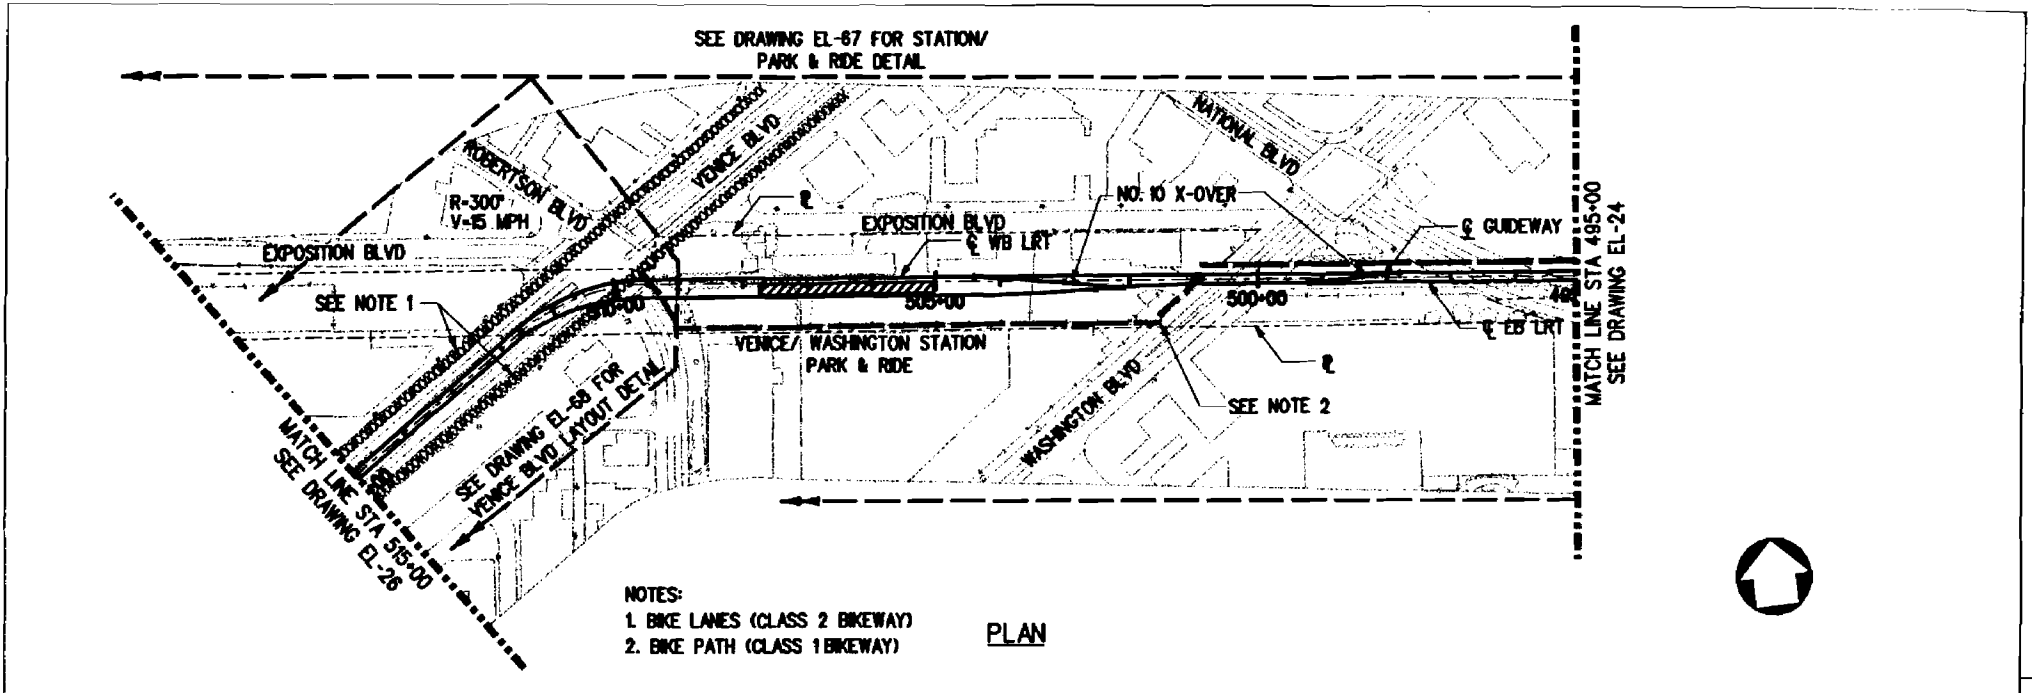 SEE DRAWING EL-67 FOR STATION/
PARK & RIDE DETAIL
ROBERTSON BLVD
VENICE BLVD
NATIONAL BLVD
R=300'
V=15 MPH
NO. 10 X-OVER
EXPOSITION BLVD
EXPOSITION BLVD
℄ WB LRT
℄ GUIDEWAY
SEE NOTE 1
510+00
505+00
500+00
495
℄ EB LRT
VENICE/ WASHINGTON STATION
PARK & RIDE
SEE DRAWING EL-68 FOR
VENICE BLVD LAYOUT DETAIL
WASHINGTON BLVD
SEE NOTE 2
MATCH LINE STA 495+00
SEE DRAWING EL-24
MATCH LINE STA 515+00
SEE DRAWING EL-26
NOTES:
1. BIKE LANES (CLASS 2 BIKEWAY)
2. BIKE PATH (CLASS 1 BIKEWAY)
PLAN